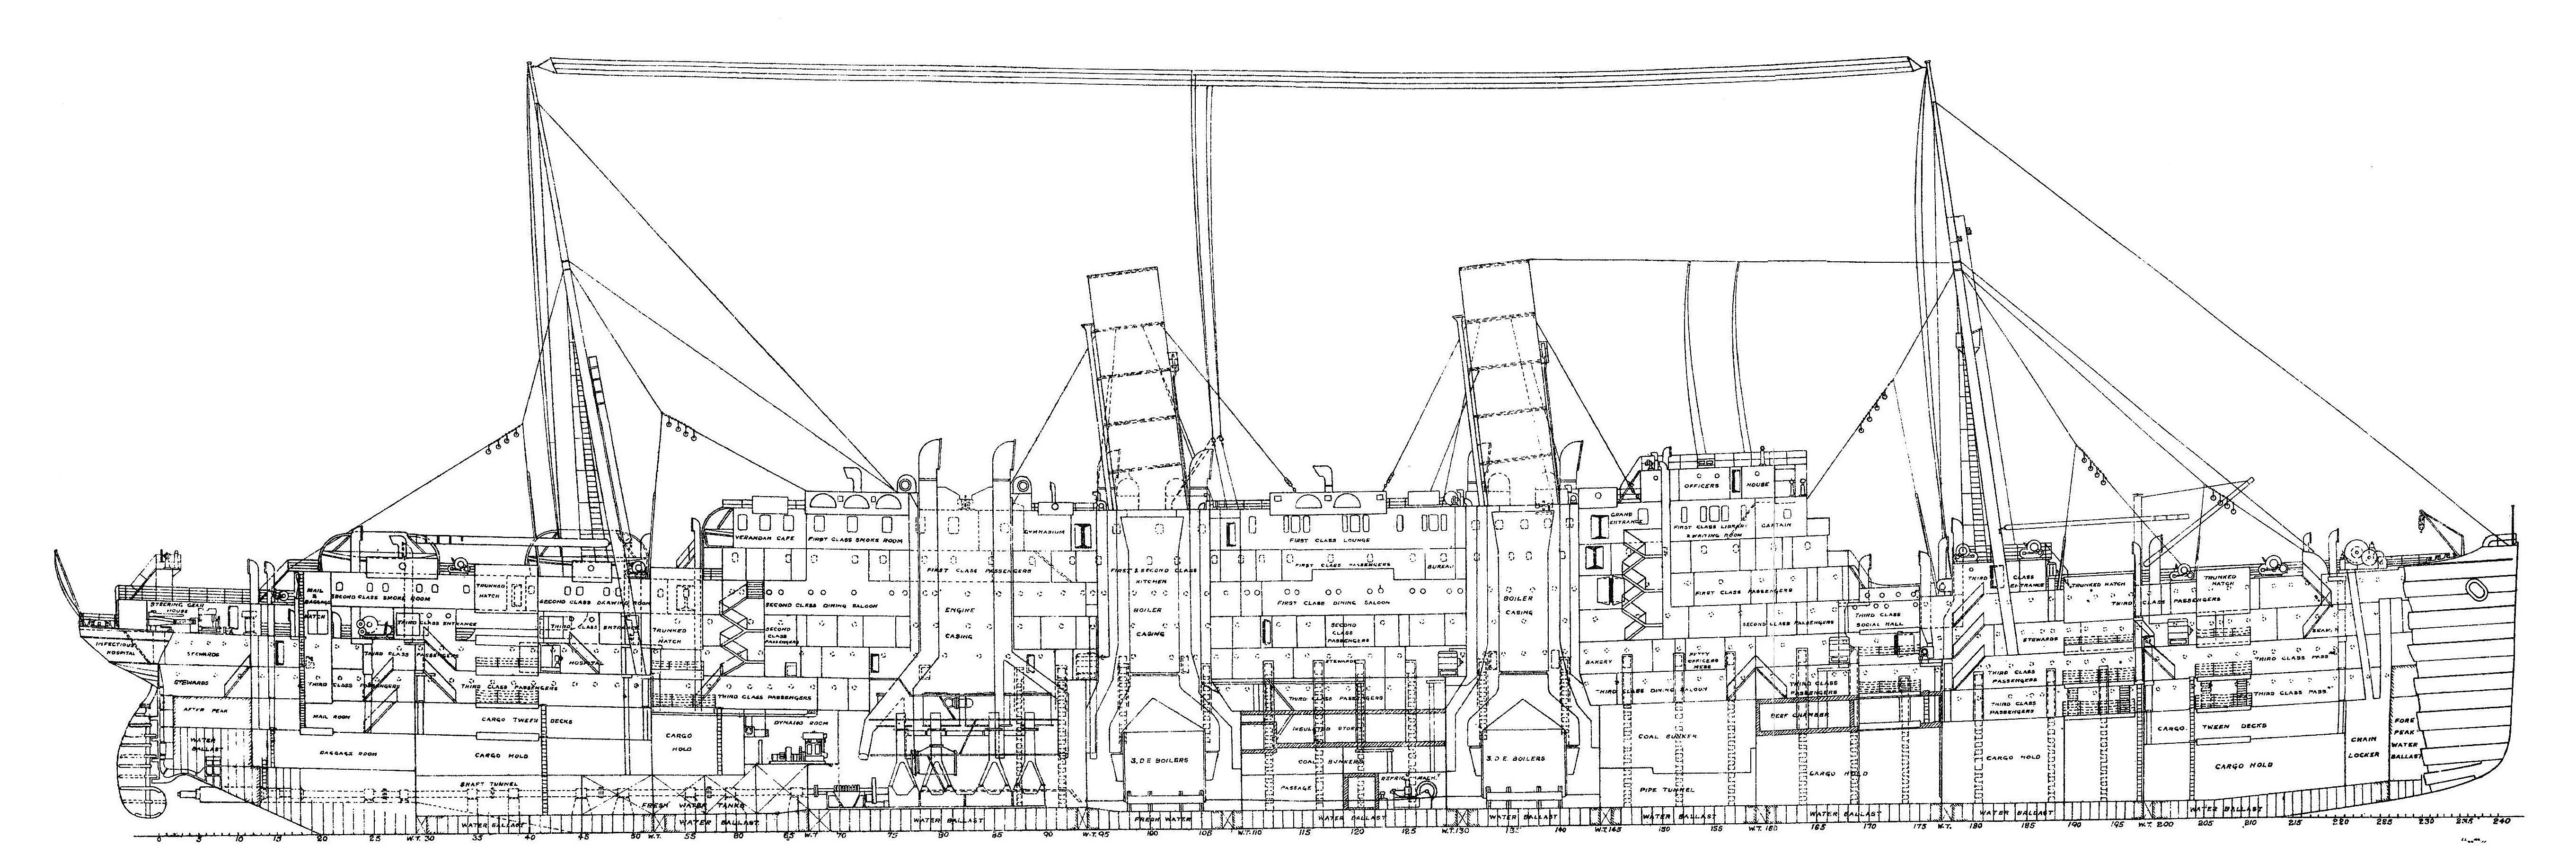 OFFICERS HOUSE
VERANDAH CAFE
FIRST CLASS SMOKE ROOM
GYMNASIUM
FIRST CLASS LOUNGE
GRAND ENTRANCE
FIRST CLASS LIBRARY
& WAITING ROOM
CAPTAIN
MAIL & BAGGAGE HATCH
SECOND CLASS SMOKE ROOM
TRUNKED HATCH
SECOND CLASS DRAWING ROOM
FIRST CLASS PASSENGERS
FIRST & SECOND CLASS
KITCHEN
FIRST CLASS PASSENGERS
BUREAU
FIRST CLASS PASSENGERS
THIRD CLASS ENTRANCE
TRUNKED HATCH
TRUNKED HATCH
THIRD CLASS PASSENGERS
STEERING GEAR
HOUSE
THIRD CLASS ENTRANCE
THIRD CLASS ENTRANCE
TRUNKED HATCH
SECOND CLASS DINING SALOON
ENGINE
CASING
BOILER
CASING
FIRST CLASS DINING SALOON
BOILER
CASING
SECOND CLASS PASSENGERS
THIRD CLASS
SOCIAL HALL
INFECTIOUS
HOSPITAL
STEWARDS
THIRD CLASS PASSENGERS
HOSPITAL
SECOND
CLASS
PASSENGERS
SECOND
CLASS
PASSENGERS
STEWARDS
BAKERY
PETTY
OFFICERS
MESS
STEWARDS
SEAMEN
STEWARDS
THIRD CLASS PASSENGERS
THIRD CLASS PASSENGERS
THIRD CLASS PASSENGERS
THIRD CLASS PASSENGERS
THIRD CLASS DINING SALOON
THIRD CLASS
PASSENGERS
THIRD CLASS
PASSENGERS
THIRD CLASS PASSRS
AFTER PEAK
MAIL ROOM
CARGO TWEEN DECKS
DYNAMO ROOM
INSULATED STORES
BEEF CHAMBER
THIRD CLASS
PASSENGERS
THIRD CLASS PASSRS
WATER
BALLAST
BAGGAGE ROOM
CARGO HOLD
CARGO
HOLD
3. D.E. BOILERS
COAL BUNKER
3. D.E. BOILERS
COAL BUNKER
CARGO HOLD
CARGO HOLD
CARGO TWEEN DECKS
CARGO HOLD
CHAIN
LOCKER
FORE
PEAK
WATER
BALLAST
SHAFT TUNNEL
FRESH WATER TANKS
PASSAGE
REFRIG. MACH.
PIPE TUNNEL
WATER BALLAST
WATER BALLAST
WATER BALLAST
FRESH WATER
WATER BALLAST
WATER BALLAST
WATER BALLAST
WATER BALLAST
WATER BALLAST
WATER BALLAST
0 5 10 15 20 25 W.T. 30 35 40 45 50 W.T. 55 60 65 W.T. 70 75 80 85 90 W.T. 95 100 105 W.T. 110 115 120 125 W.T. 130 135 140 W.T. 145 150 155 W.T. 160 165 170 175 W.T. 180 185 190 195 W.T. 200 205 210 215 220 225 230 235 240